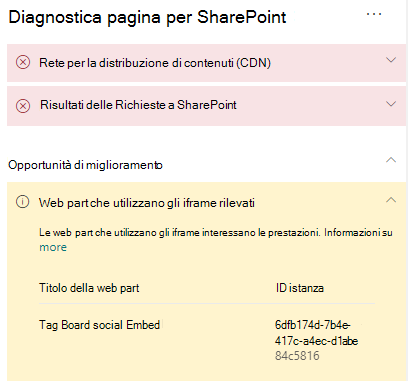 Diagnostica pagina per SharePoint
Rete per la distribuzione di contenuti (CDN)
Risultati delle Richieste a SharePoint
Opportunità di miglioramento
Web part che utilizzano gli iframe rilevati
Le web part che utilizzano gli iframe interessano le prestazioni. Informazioni su
more
Titolo della web part ID istanza
Tag Board social Embed 6dfb174d-7b4e-
417c-a4ec-d1abe
84c5816